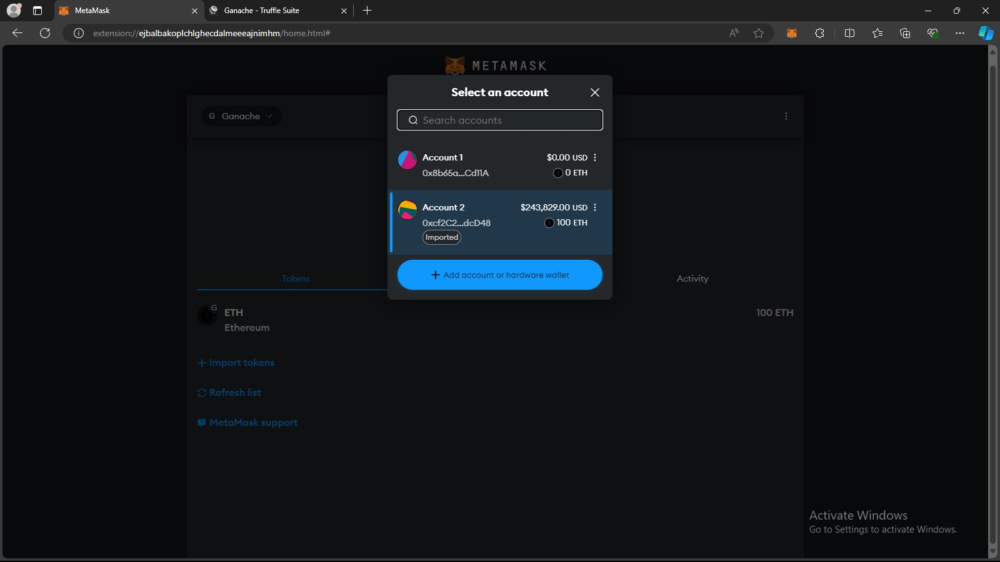 MetaMask
Ganache - Truffle Suite
extension://ejbalbakoplchlghecdalmeeeajnimhm/home.html#
METAMASK
G Ganache
Select an account
Search accounts
Account 1 $0.00 USD
0x8b65a...Cd11A 0 ETH
Account 2 $243,829.00 USD
0xcf2C2...dcD48 100 ETH
Imported
+ Add account or hardware wallet
Tokens Activity
G
ETH 100 ETH
Ethereum
+ Import tokens
Refresh list
MetaMask support
Activate Windows
Go to Settings to activate Windows.